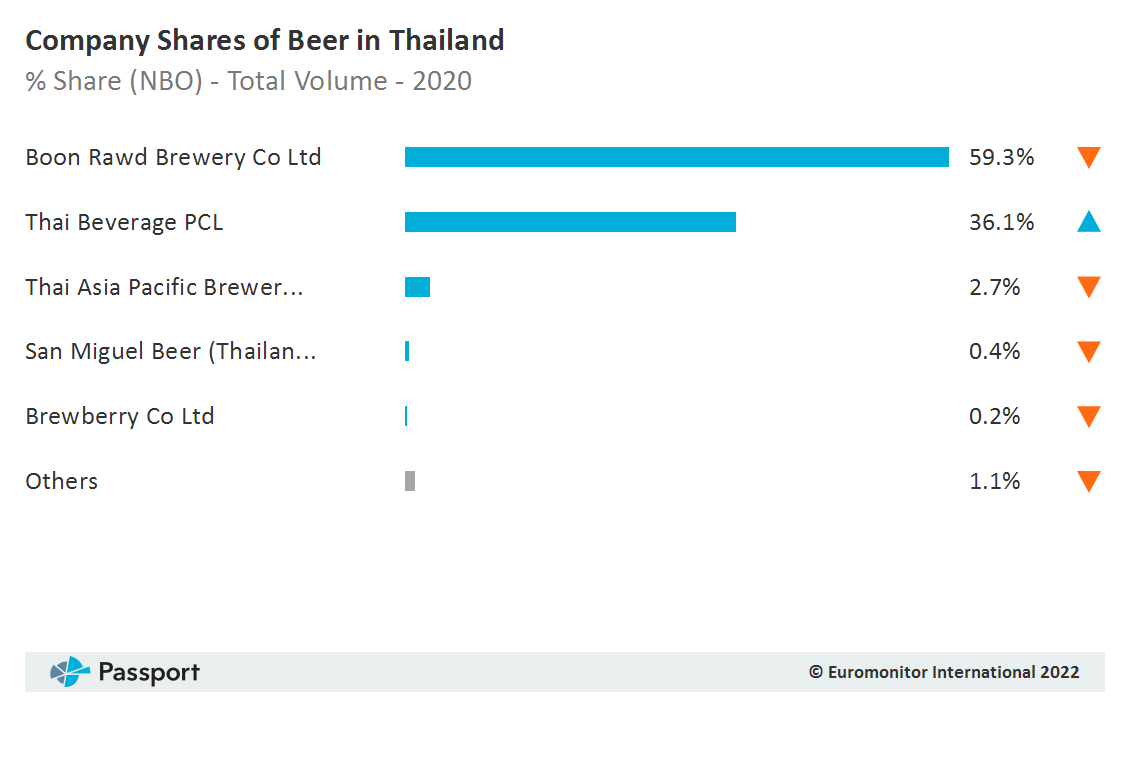 Company Shares of Beer in Thailand
% Share (NBO) - Total Volume - 2020
Boon Rawd Brewery Co Ltd 59.3%
Thai Beverage PCL 36.1%
Thai Asia Pacific Brewer... 2.7%
San Miguel Beer (Thailan... 0.4%
Brewberry Co Ltd 0.2%
Others 1.1%
Passport © Euromonitor International 2022